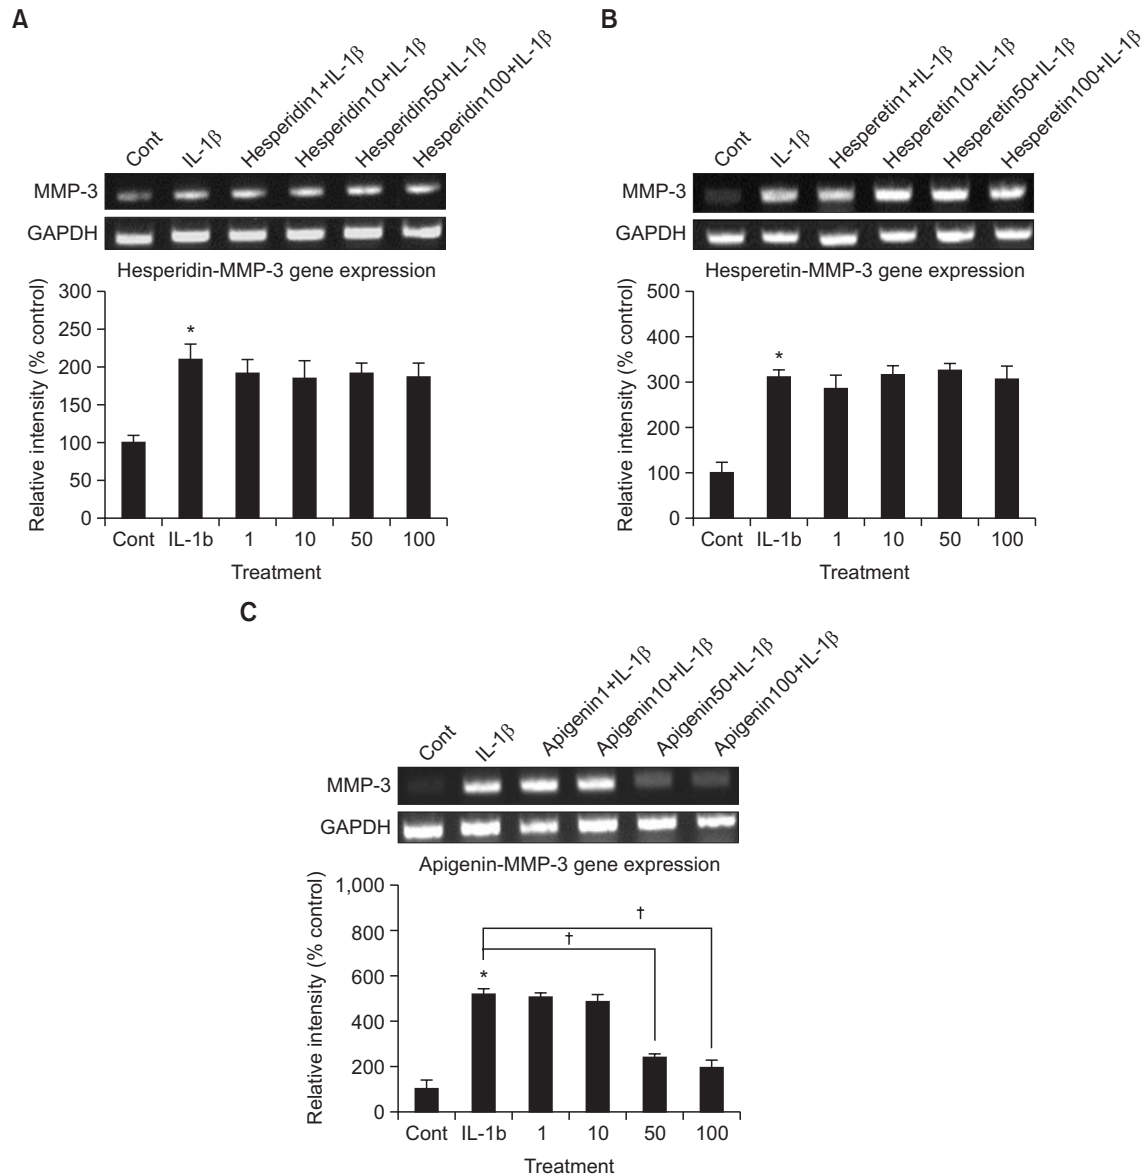 A
Cont
IL-1β
Hesperidin1+IL-1β
Hesperidin10+IL-1β
Hesperidin50+IL-1β
Hesperidin100+IL-1β
MMP-3
GAPDH
Hesperidin-MMP-3 gene expression
Relative intensity (% control)
300
250
200
150
100
50
0
*
Cont IL-1b 1 10 50 100
Treatment
B
Cont
IL-1β
Hesperetin1+IL-1β
Hesperetin10+IL-1β
Hesperetin50+IL-1β
Hesperetin100+IL-1β
MMP-3
GAPDH
Hesperetin-MMP-3 gene expression
Relative intensity (% control)
500
400
300
200
100
0
*
Cont IL-1b 1 10 50 100
Treatment
C
Cont
IL-1β
Apigenin1+IL-1β
Apigenin10+IL-1β
Apigenin50+IL-1β
Apigenin100+IL-1β
MMP-3
GAPDH
Apigenin-MMP-3 gene expression
Relative intensity (% control)
1,000
800
600
400
200
0
†
†
*
Cont IL-1b 1 10 50 100
Treatment